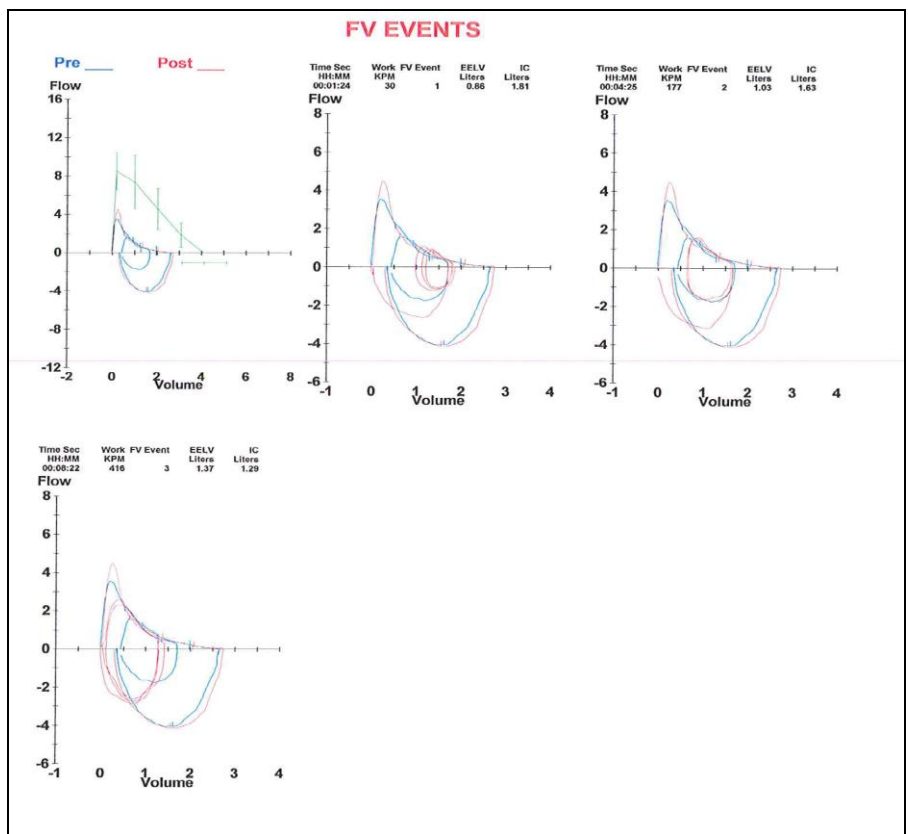 FV EVENTS
Pre ___ Post ___
Flow
16
12
8
4
0
-4
-8
-12
-2 0 2 4 6 8
Volume
Time Sec Work FV Event EELV IC
HH:MM KPM Liters Liters
00:01:24 30 1 0.86 1.81
Flow
8
6
4
2
0
-2
-4
-6
-1 0 1 2 3 4
Volume
Time Sec Work FV Event EELV IC
HH:MM KPM Liters Liters
00:04:25 177 2 1.03 1.63
Flow
8
6
4
2
0
-2
-4
-6
-1 0 1 2 3 4
Volume
Time Sec Work FV Event EELV IC
HH:MM KPM Liters Liters
00:08:22 416 3 1.37 1.29
Flow
8
6
4
2
0
-2
-4
-6
-1 0 1 2 3 4
Volume